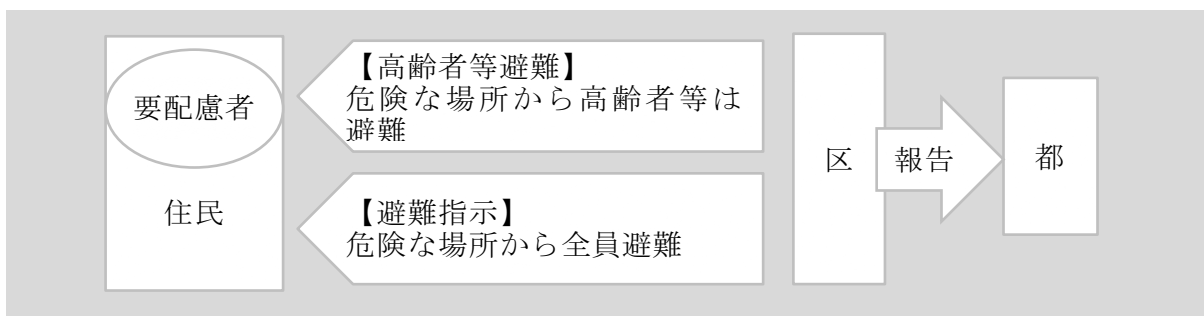 要配慮者
住民
【高齢者等避難】
危険な場所から高齢者等は
避難
【避難指示】
危険な場所から全員避難
区
報告
都